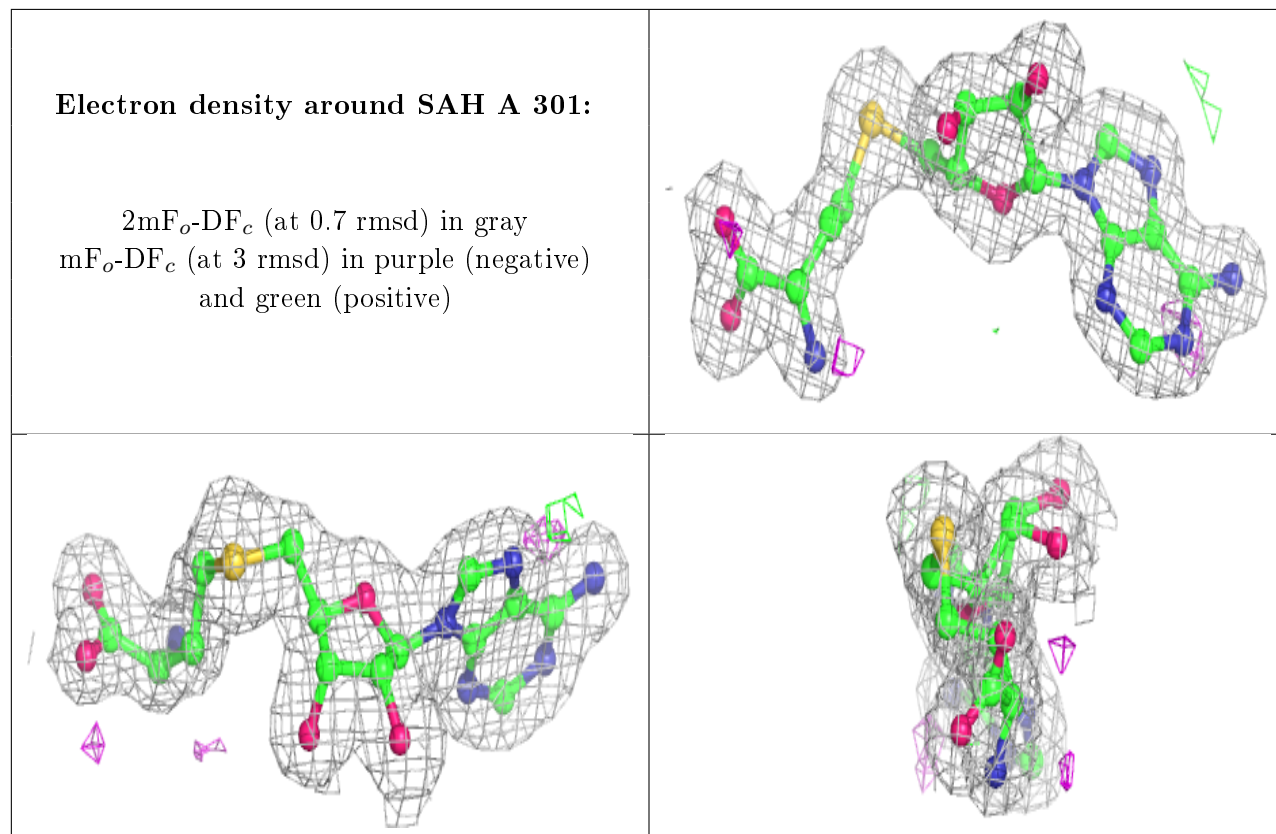 Electron density around SAH A 301:
2mFo-DFc (at 0.7 rmsd) in gray
mFo-DFc (at 3 rmsd) in purple (negative)
and green (positive)